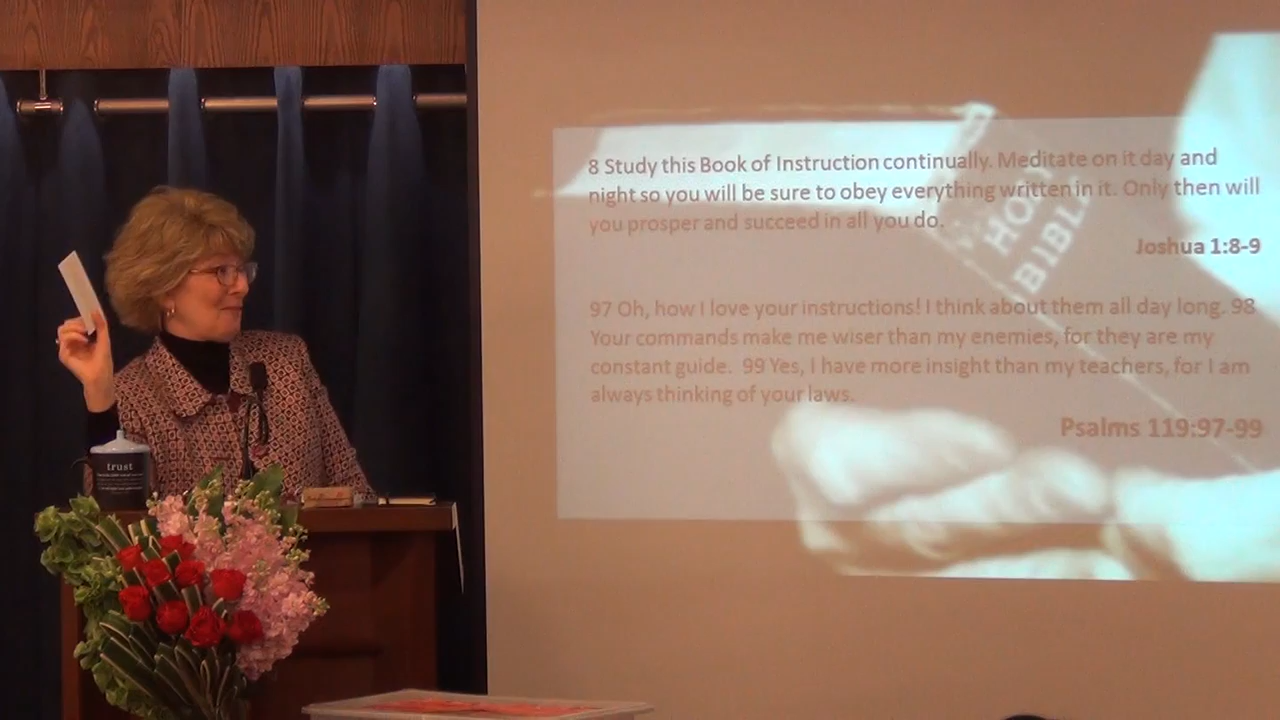 trust
8 Study this Book of Instruction continually. Meditate on it day and
night so you will be sure to obey everything written in it. Only then will
you prosper and succeed in all you do.
Joshua 1:8-9
97 Oh, how I love your instructions! I think about them all day long. 98
Your commands make me wiser than my enemies, for they are my
constant guide. 99 Yes, I have more insight than my teachers, for I am
always thinking of your laws.
Psalms 119:97-99
HOLY
BIBLE